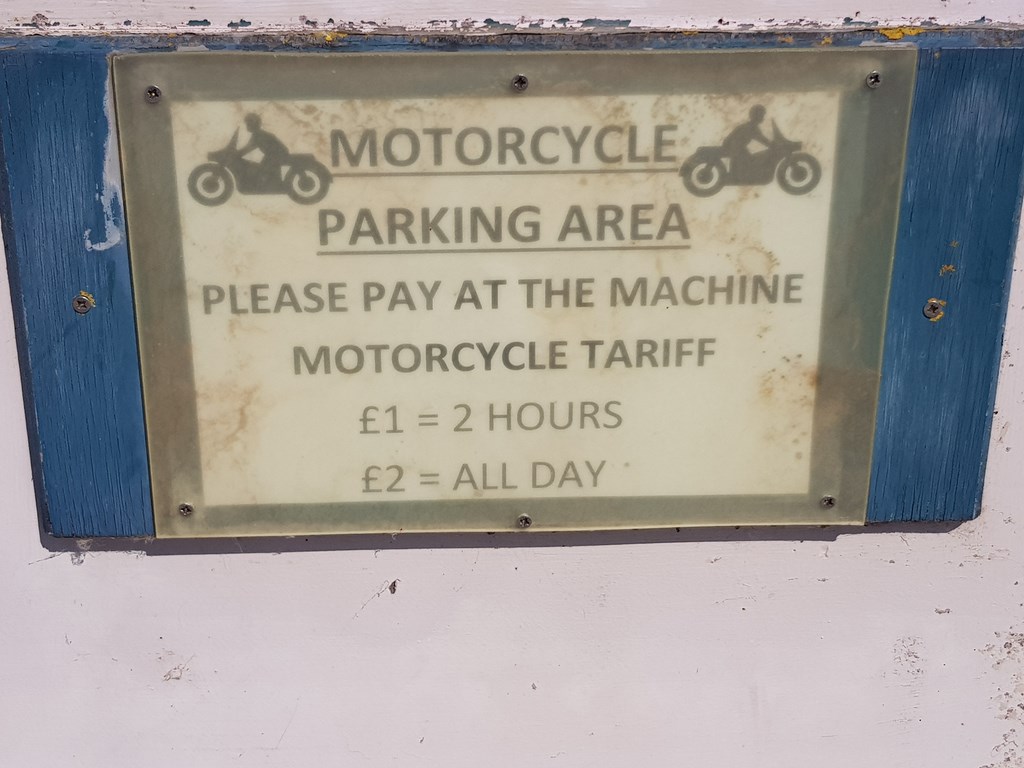 MOTORCYCLE
PARKING AREA
PLEASE PAY AT THE MACHINE
MOTORCYCLE TARIFF
£1 = 2 HOURS
£2 = ALL DAY